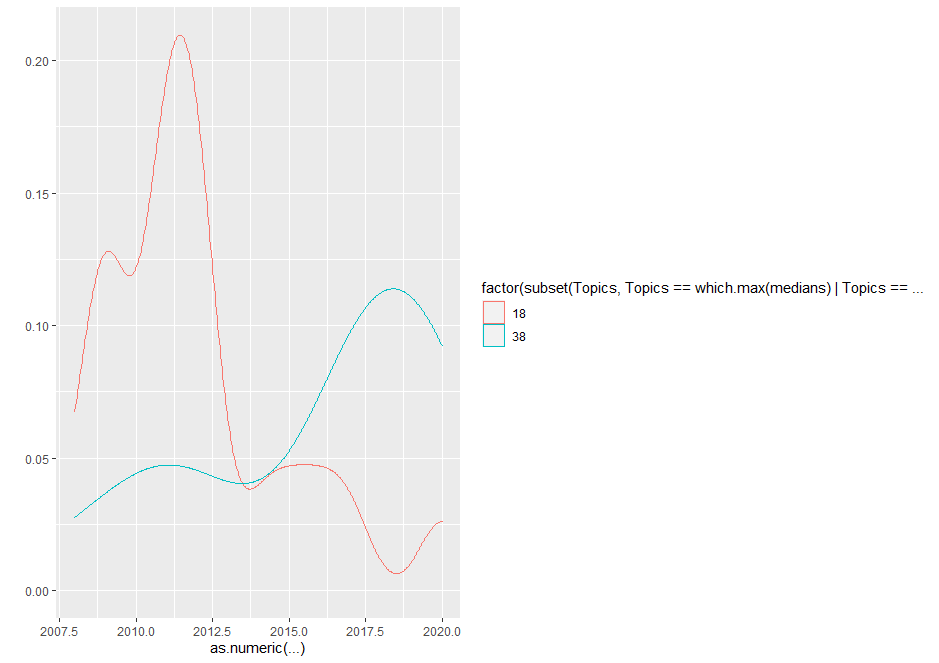 0.20
0.15
0.10
0.05
0.00
2007.5 2010.0 2012.5 2015.0 2017.5 2020.0
as.numeric(...)
factor(subset(Topics, Topics == which.max(medians) | Topics == ...
18
38